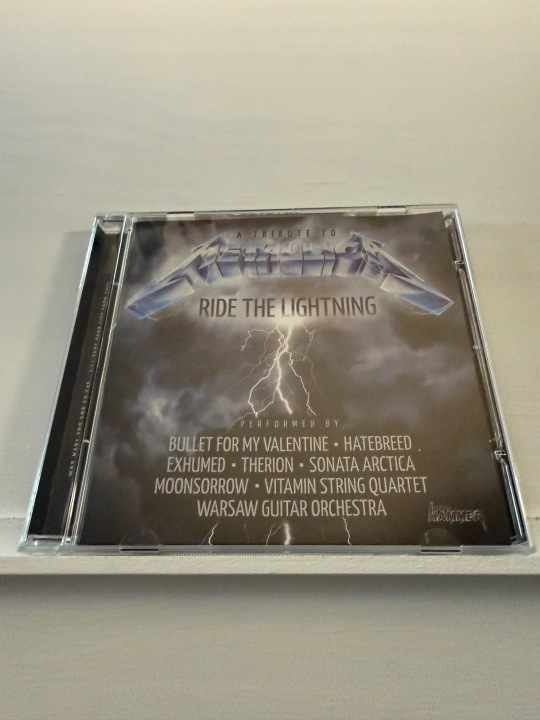 A TRIBUTE TO
METALLICA
RIDE THE LIGHTNING
PERFORMED BY
BULLET FOR MY VALENTINE • HATEBREED
EXHUMED • THERION • SONATA ARCTICA
MOONSORROW • VITAMIN STRING QUARTET
WARSAW GUITAR ORCHESTRA
HAMMER